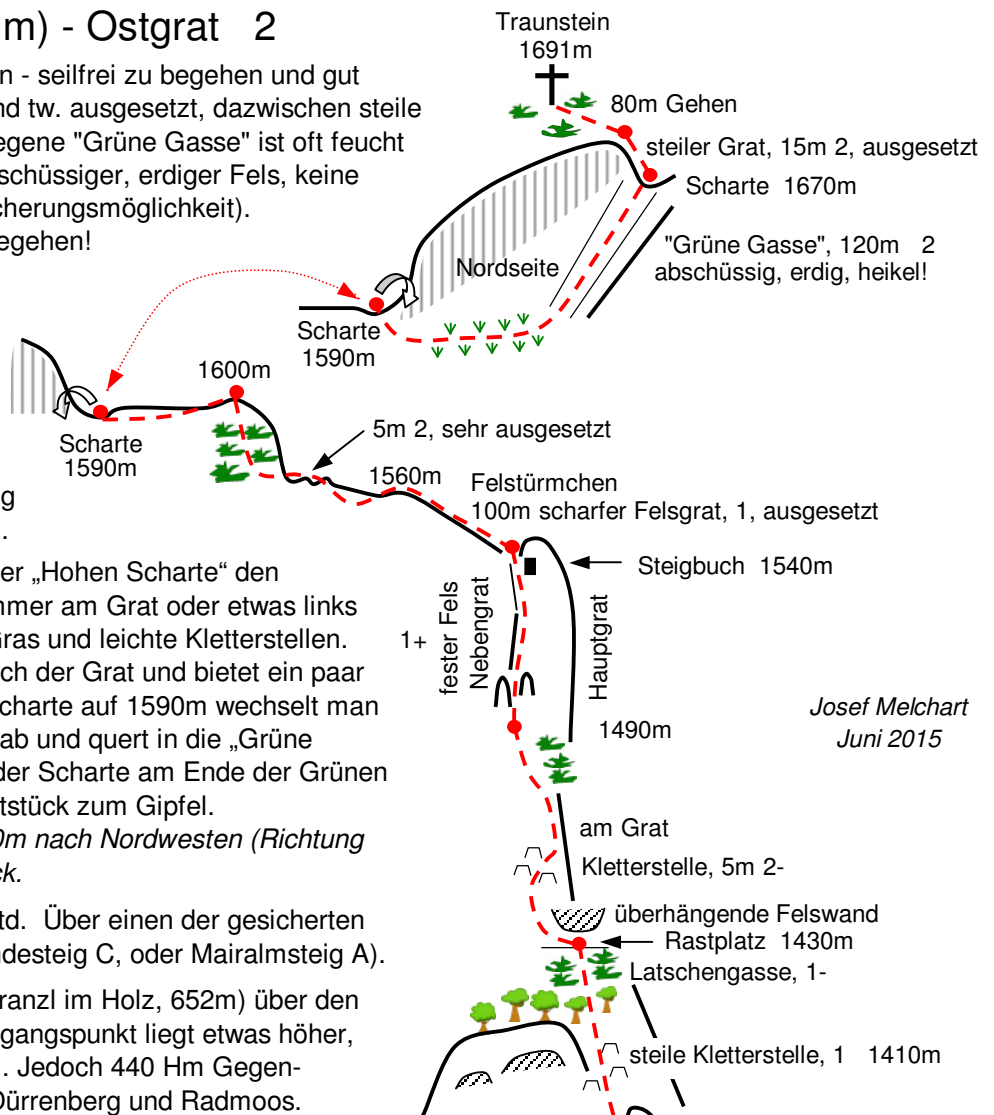 m) - Ostgrat 2
n - seilfrei zu begehen und gut
nd tw. ausgesetzt, dazwischen steile
egene "Grüne Gasse" ist oft feucht
schüssiger, erdiger Fels, keine
cherungsmöglichkeit).
egehen!
Traunstein
1691m
80m Gehen
steiler Grat, 15m 2, ausgesetzt
Scharte 1670m
"Grüne Gasse", 120m 2
abschüssig, erdig, heikel!
Nordseite
Scharte
1590m
1600m
Scharte
1590m
5m 2, sehr ausgesetzt
1560m
Felstürmchen
100m scharfer Felsgrat, 1, ausgesetzt
Steigbuch 1540m
1+
fester Fels
Nebengrat
Hauptgrat
1490m
Josef Melchart
Juni 2015
am Grat
Kletterstelle, 5m 2-
überhängende Felswand
Rastplatz 1430m
Latschengasse, 1-
steile Kletterstelle, 1 1410m
g
.
er „Hohen Scharte“ den
mmer am Grat oder etwas links
Gras und leichte Kletterstellen.
ch der Grat und bietet ein paar
charte auf 1590m wechselt man
ab und quert in die „Grüne
der Scharte am Ende der Grünen
tstück zum Gipfel.
0m nach Nordwesten (Richtung
ck.
td. Über einen der gesicherten
ndesteig C, oder Mairalmsteig A).
ranzl im Holz, 652m) über den
gangspunkt liegt etwas höher,
. Jedoch 440 Hm Gegen-
Dürrenberg und Radmoos.